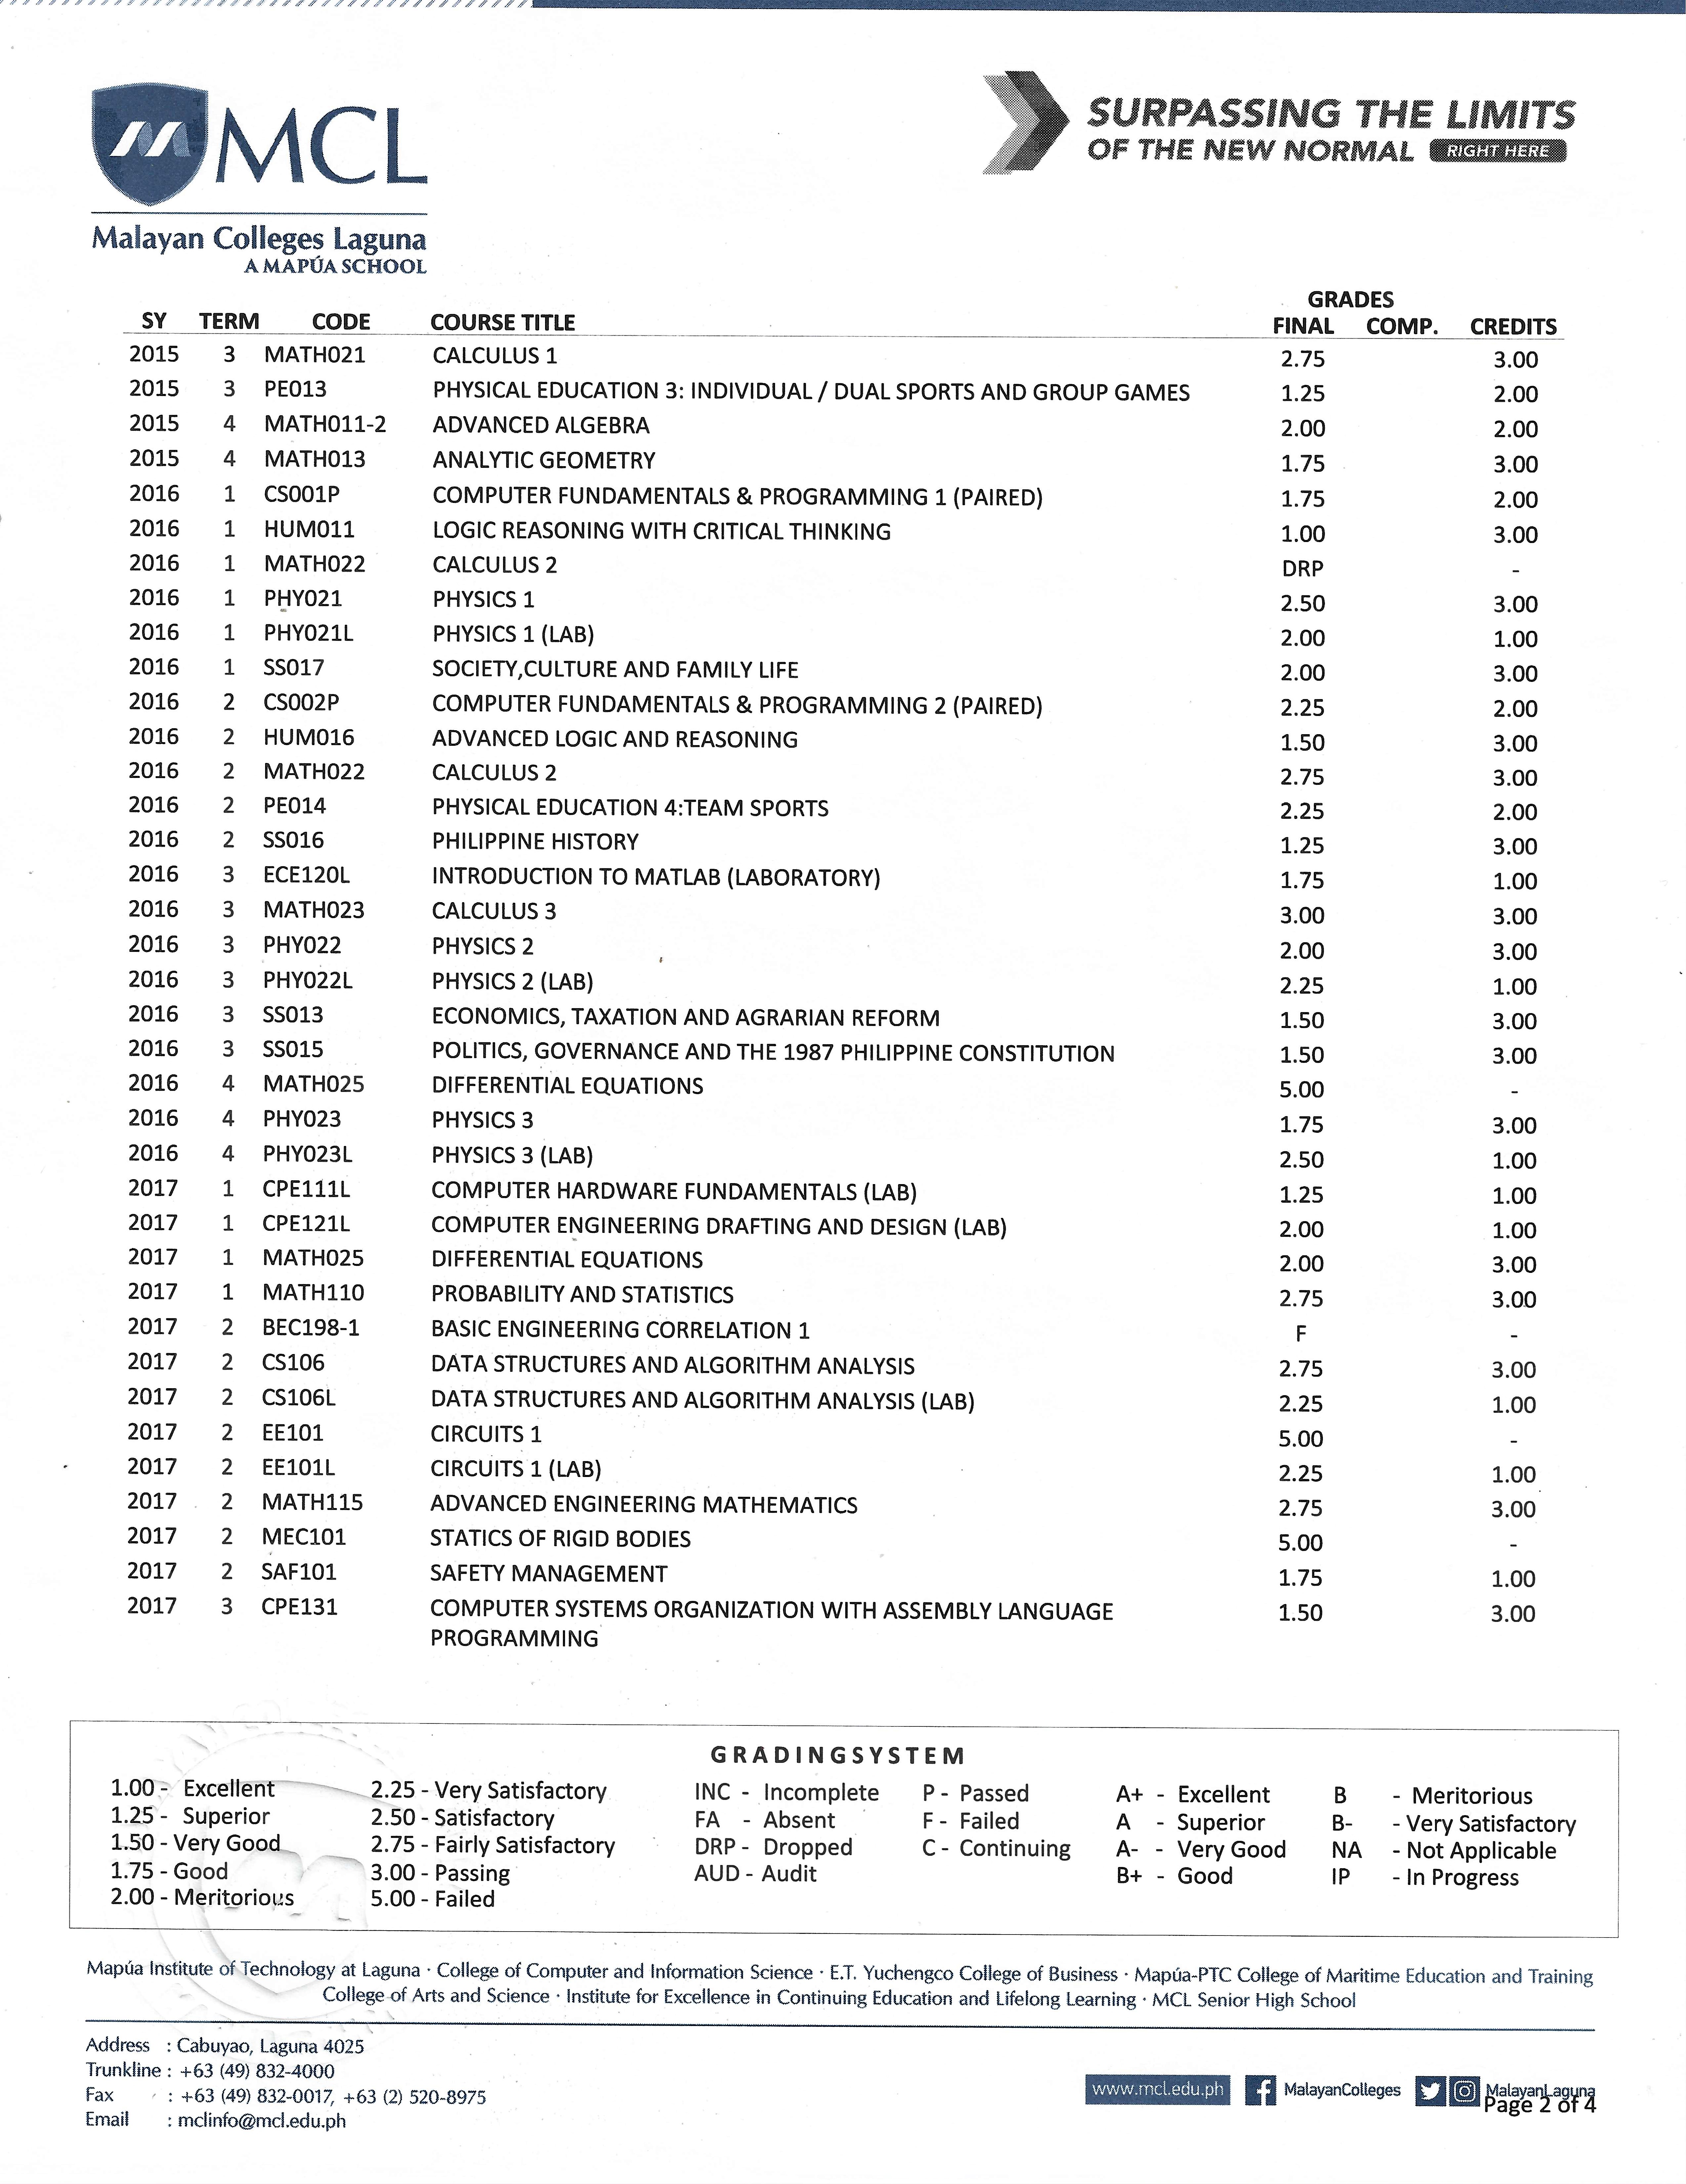 MCL
Malayan Colleges Laguna
A MAPÚA SCHOOL
SURPASSING THE LIMITS
OF THE NEW NORMAL RIGHT HERE
GRADES
SY TERM CODE COURSE TITLE FINAL COMP. CREDITS
2015 3 MATH021 CALCULUS 1 2.75 3.00
2015 3 PE013 PHYSICAL EDUCATION 3: INDIVIDUAL / DUAL SPORTS AND GROUP GAMES 1.25 2.00
2015 4 MATH011-2 ADVANCED ALGEBRA 2.00 2.00
2015 4 MATH013 ANALYTIC GEOMETRY 1.75 3.00
2016 1 CS001P COMPUTER FUNDAMENTALS & PROGRAMMING 1 (PAIRED) 1.75 2.00
2016 1 HUM011 LOGIC REASONING WITH CRITICAL THINKING 1.00 3.00
2016 1 MATH022 CALCULUS 2 DRP -
2016 1 PHY021 PHYSICS 1 2.50 3.00
2016 1 PHY021L PHYSICS 1 (LAB) 2.00 1.00
2016 1 SS017 SOCIETY,CULTURE AND FAMILY LIFE 2.00 3.00
2016 2 CS002P COMPUTER FUNDAMENTALS & PROGRAMMING 2 (PAIRED) 2.25 2.00
2016 2 HUM016 ADVANCED LOGIC AND REASONING 1.50 3.00
2016 2 MATH022 CALCULUS 2 2.75 3.00
2016 2 PE014 PHYSICAL EDUCATION 4:TEAM SPORTS 2.25 2.00
2016 2 SS016 PHILIPPINE HISTORY 1.25 3.00
2016 3 ECE120L INTRODUCTION TO MATLAB (LABORATORY) 1.75 1.00
2016 3 MATH023 CALCULUS 3 3.00 3.00
2016 3 PHY022 PHYSICS 2 2.00 3.00
2016 3 PHY022L PHYSICS 2 (LAB) 2.25 1.00
2016 3 SS013 ECONOMICS, TAXATION AND AGRARIAN REFORM 1.50 3.00
2016 3 SS015 POLITICS, GOVERNANCE AND THE 1987 PHILIPPINE CONSTITUTION 1.50 3.00
2016 4 MATH025 DIFFERENTIAL EQUATIONS 5.00 -
2016 4 PHY023 PHYSICS 3 1.75 3.00
2016 4 PHY023L PHYSICS 3 (LAB) 2.50 1.00
2017 1 CPE111L COMPUTER HARDWARE FUNDAMENTALS (LAB) 1.25 1.00
2017 1 CPE121L COMPUTER ENGINEERING DRAFTING AND DESIGN (LAB) 2.00 1.00
2017 1 MATH025 DIFFERENTIAL EQUATIONS 2.00 3.00
2017 1 MATH110 PROBABILITY AND STATISTICS 2.75 3.00
2017 2 BEC198-1 BASIC ENGINEERING CORRELATION 1 F -
2017 2 CS106 DATA STRUCTURES AND ALGORITHM ANALYSIS 2.75 3.00
2017 2 CS106L DATA STRUCTURES AND ALGORITHM ANALYSIS (LAB) 2.25 1.00
2017 2 EE101 CIRCUITS 1 5.00 -
2017 2 EE101L CIRCUITS 1 (LAB) 2.25 1.00
2017 2 MATH115 ADVANCED ENGINEERING MATHEMATICS 2.75 3.00
2017 2 MEC101 STATICS OF RIGID BODIES 5.00 -
2017 2 SAF101 SAFETY MANAGEMENT 1.75 1.00
2017 3 CPE131 COMPUTER SYSTEMS ORGANIZATION WITH ASSEMBLY LANGUAGE 1.50 3.00
PROGRAMMING
GRADINGSYSTEM
1.00 - Excellent 2.25 - Very Satisfactory INC - Incomplete P - Passed A+ - Excellent B - Meritorious
1.25 - Superior 2.50 - Satisfactory FA - Absent F - Failed A - Superior B- - Very Satisfactory
1.50 - Very Good 2.75 - Fairly Satisfactory DRP - Dropped C - Continuing A- - Very Good NA - Not Applicable
1.75 - Good 3.00 - Passing AUD - Audit B+ - Good IP - In Progress
2.00 - Meritorious 5.00 - Failed
Mapúa Institute of Technology at Laguna · College of Computer and Information Science · E.T. Yuchengco College of Business · Mapúa-PTC College of Maritime Education and Training
College of Arts and Science · Institute for Excellence in Continuing Education and Lifelong Learning · MCL Senior High School
Address : Cabuyao, Laguna 4025
Trunkline : +63 (49) 832-4000
Fax : +63 (49) 832-0017, +63 (2) 520-8975
Email : mclinfo@mcl.edu.ph
www.mcl.edu.ph MalayanColleges MalayanLaguna
Page 2 of 4